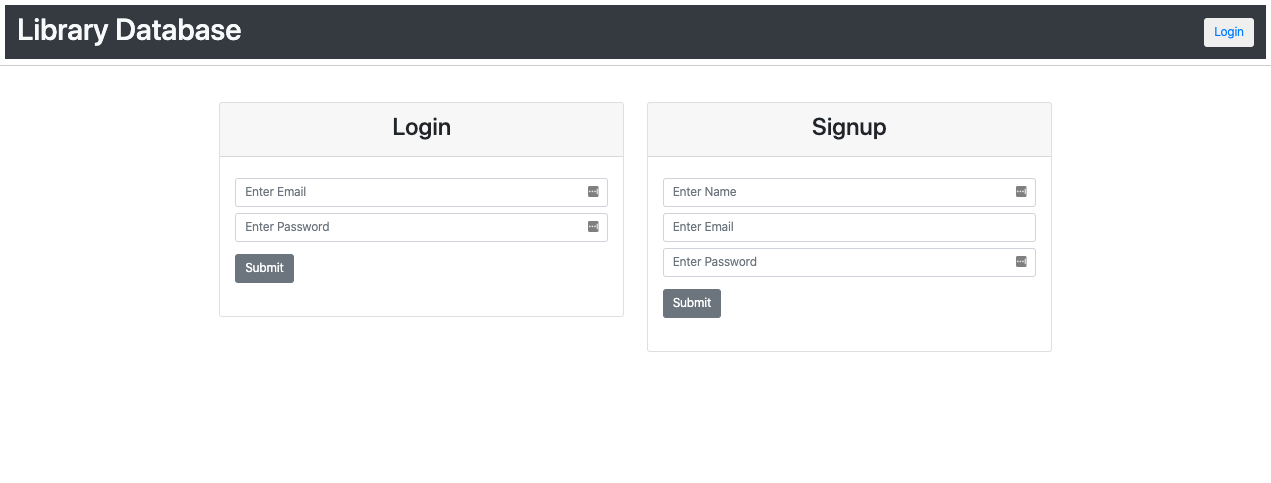 Library Database
Login
Login
Enter Email
Enter Password
Submit
Signup
Enter Name
Enter Email
Enter Password
Submit